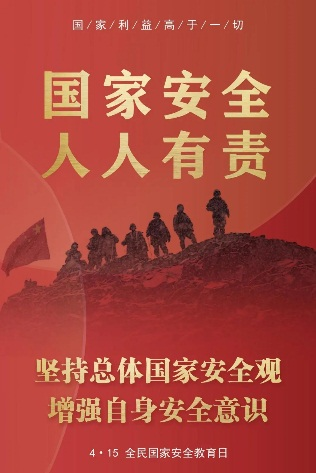 国/家/利/益/高/于/一/切
国家安全
人人有责
坚持总体国家安全观
增强自身安全意识
4·15 全民国家安全教育日